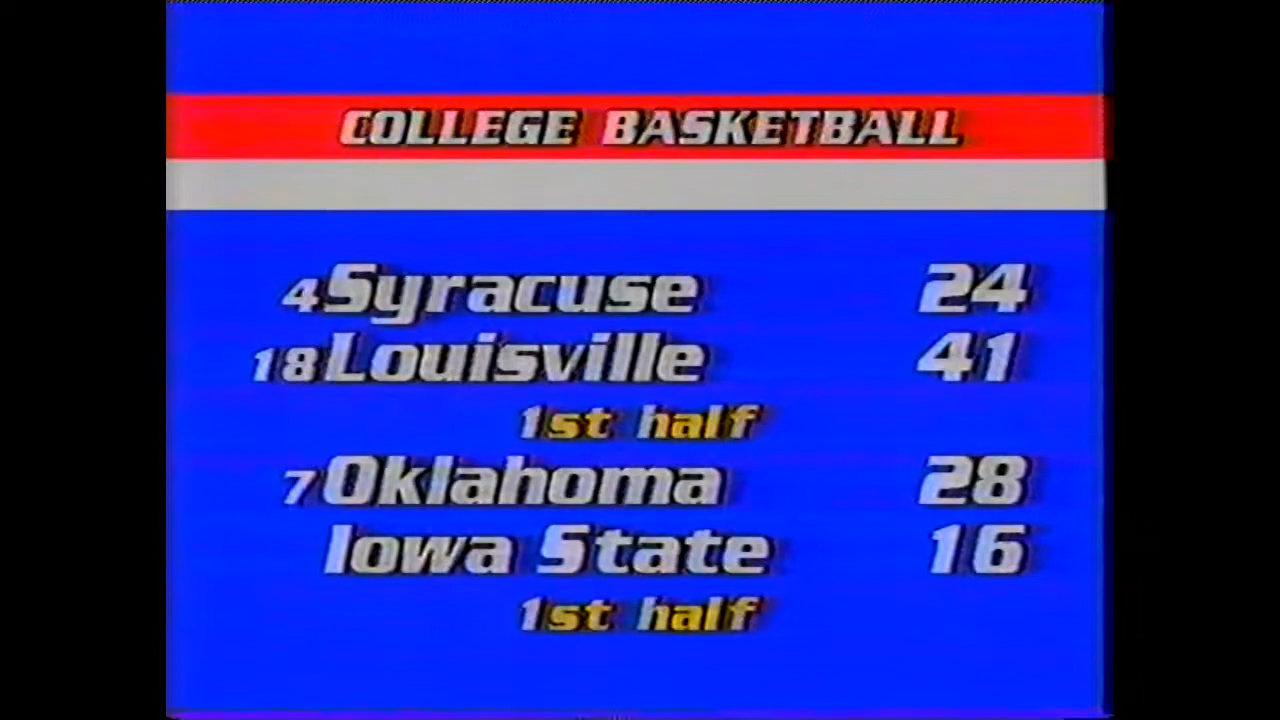 COLLEGE BASKETBALL
4 Syracuse 24
18 Louisville 41
1st half
7 Oklahoma 28
Iowa State 16
1st half